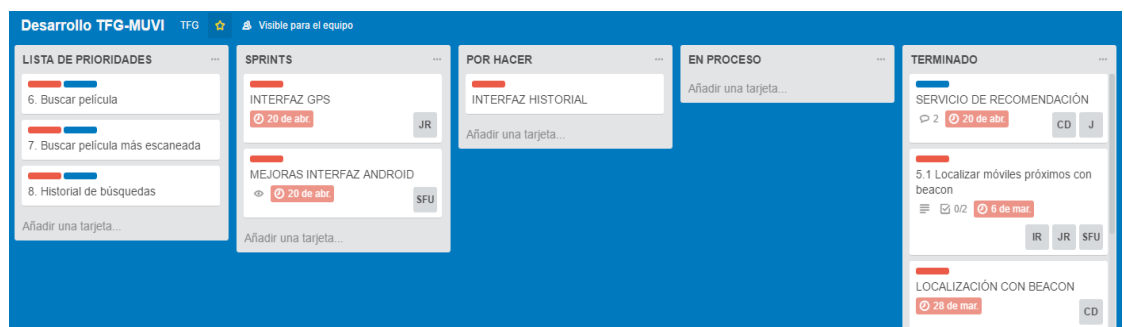 Desarrollo TFG-MUVI TFG Visible para el equipo
LISTA DE PRIORIDADES
6. Buscar película
7. Buscar película más escaneada
8. Historial de búsquedas
Añadir una tarjeta...
SPRINTS
INTERFAZ GPS
20 de abr.
JR
MEJORAS INTERFAZ ANDROID
20 de abr.
SFU
Añadir una tarjeta...
POR HACER
INTERFAZ HISTORIAL
Añadir una tarjeta...
EN PROCESO
Añadir una tarjeta...
TERMINADO
SERVICIO DE RECOMENDACIÓN
2 20 de abr.
CD J
5.1 Localizar móviles próximos con
beacon
0/2 6 de mar.
IR JR SFU
LOCALIZACIÓN CON BEACON
28 de mar.
CD